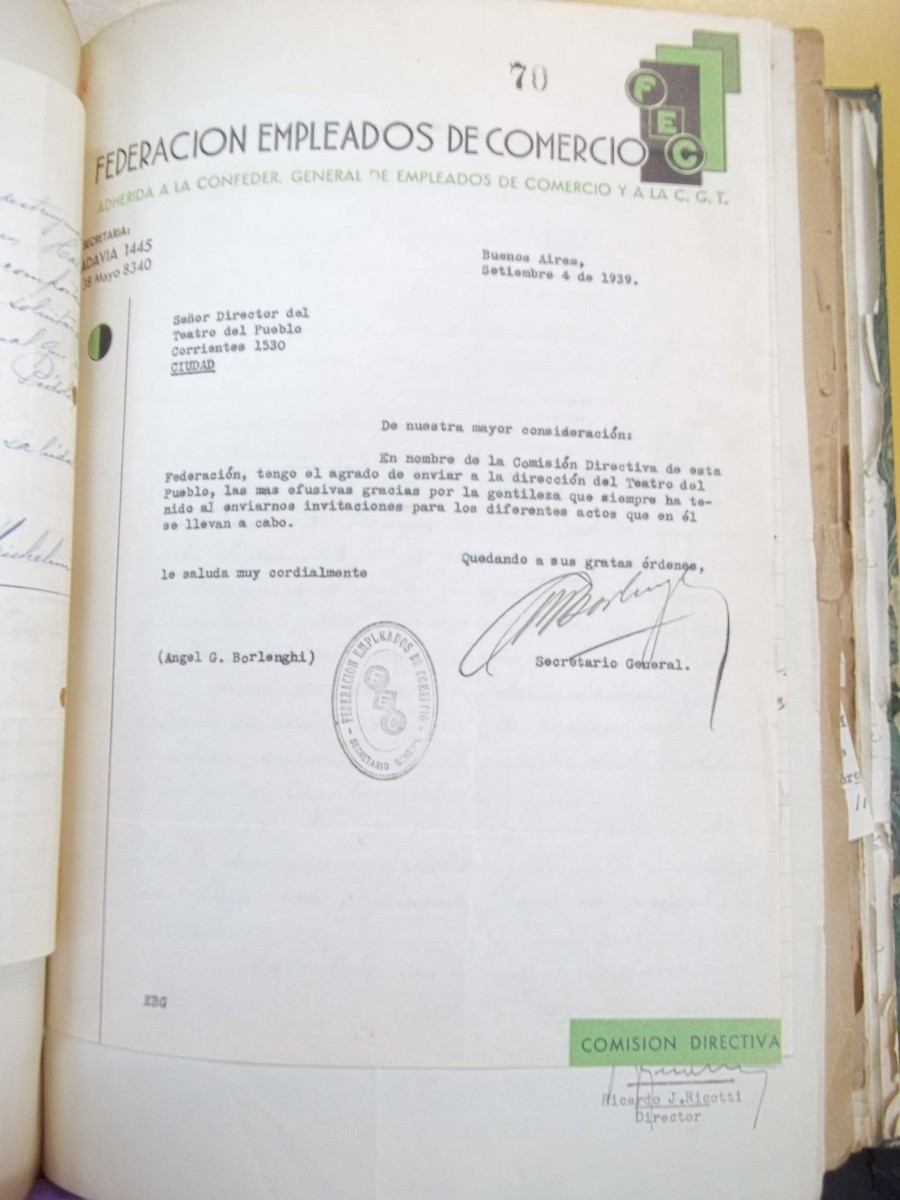 70
FEC
FEDERACION EMPLEADOS DE COMERCIO
ADHERIDA A LA CONFEDER. GENERAL DE EMPLEADOS DE COMERCIO Y A LA C. G. T.
SECRETARIA:
ADAVIA 1445
38 Mayo 8340
Buenos Aires,
Setiembre 4 de 1939.
Señor Director del
Teatro del Pueblo
Corrientes 1530
CIUDAD
De nuestra mayor consideración:
En nombre de la Comisión Directiva de esta
Federación, tengo el agrado de enviar a la dirección del Teatro del
Pueblo, las mas efusivas gracias por la gentileza que siempre ha te-
nido al enviarnos invitaciones para los diferentes actos que en él
se llevan a cabo.
Quedando a sus gratas órdenes,
le saluda muy cordialmente
(Angel G. Borlenghi)
Secretario General.
FEDERACION EMPLEADOS DE COMERCIO
FEC
SECRETARIO GENERAL
EBG
COMISION DIRECTIVA
Ricardo J. Ricotti
Director